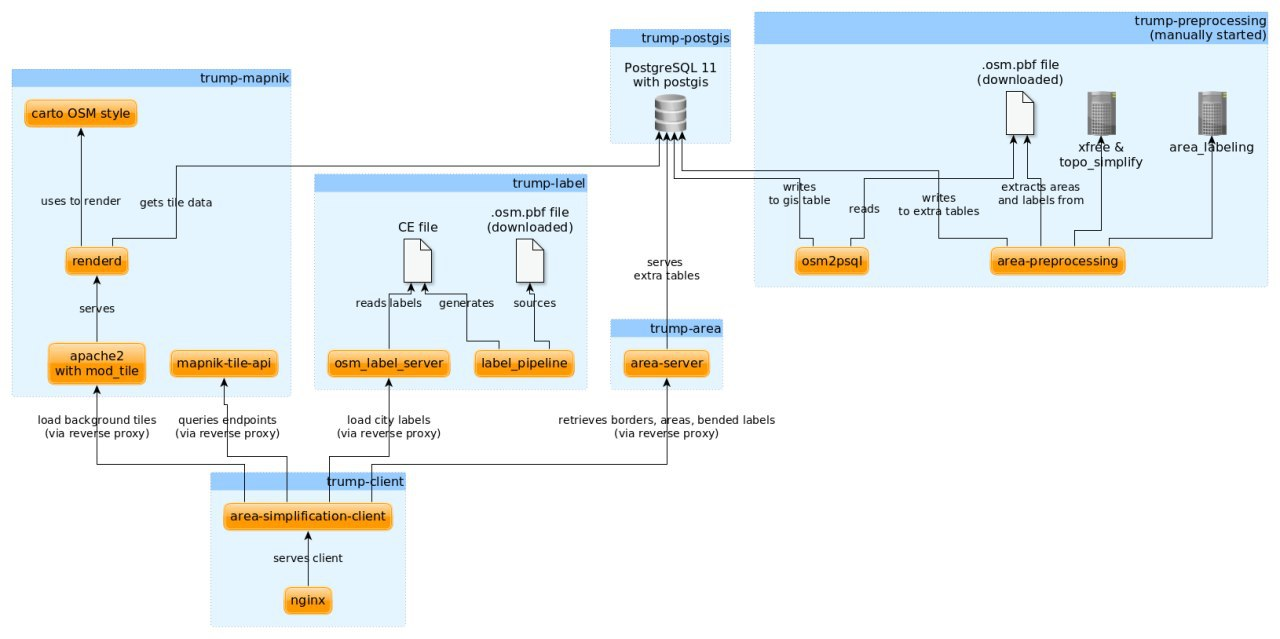 trump-preprocessing
(manually started)
trump-postgis
PostgreSQL 11
with postgis
.osm.pbf file
(downloaded)
xfree &
topo_simplify
area_labeling
writes
to gis table
reads
writes
to extra tables
extracts areas
and labels from
osm2psql
area-preprocessing
trump-mapnik
carto OSM style
uses to render
gets tile data
renderd
serves
apache2
with mod_tile
mapnik-tile-api
trump-label
CE file
.osm.pbf file
(downloaded)
reads labels
generates
sources
osm_label_server
label_pipeline
serves
extra tables
trump-area
area-server
load background tiles
(via reverse proxy)
queries endpoints
(via reverse proxy)
load city labels
(via reverse proxy)
retrieves borders, areas, bended labels
(via reverse proxy)
trump-client
area-simplification-client
serves client
nginx